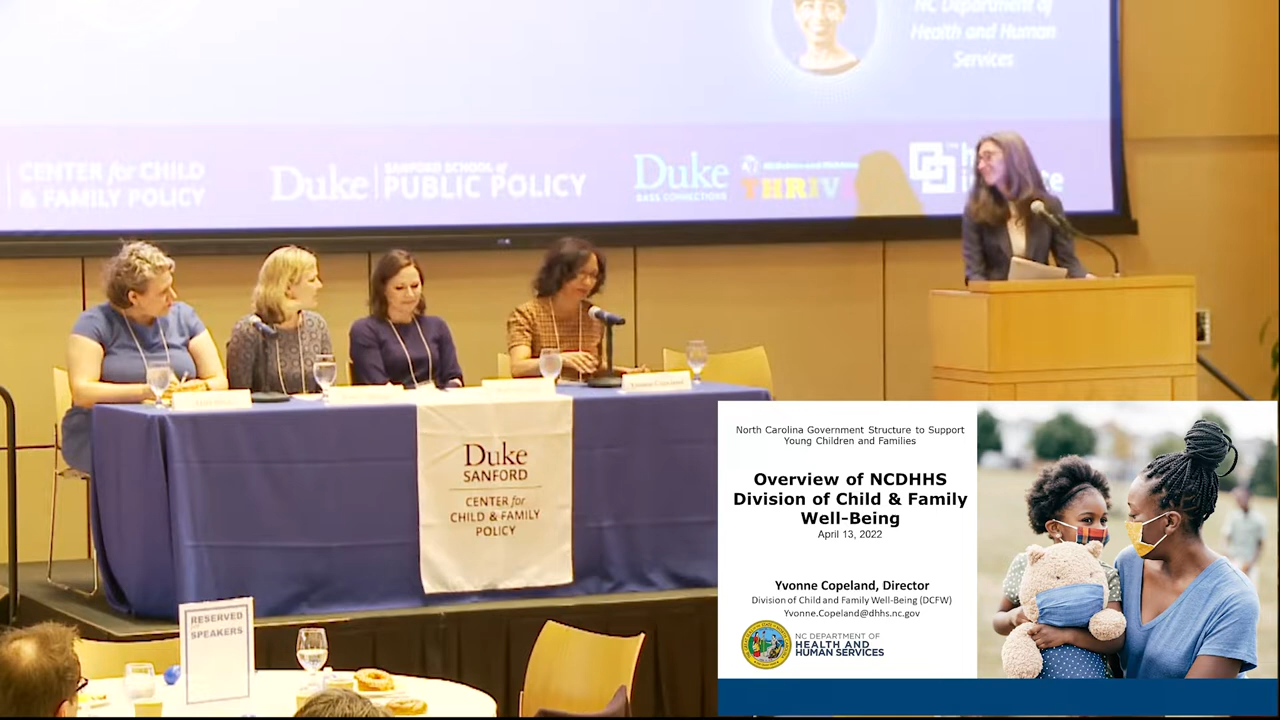 NC Department of
Health and Human
Services
CENTER for CHILD
& FAMILY POLICY
Duke
SANFORD SCHOOL of
PUBLIC POLICY
Duke
BASS CONNECTIONS
THRIV
Yvonne Copeland
Duke
SANFORD
CENTER for
CHILD & FAMILY
POLICY
RESERVED
SPEAKERS
North Carolina Government Structure to Support
Young Children and Families
Overview of NCDHHS
Division of Child & Family
Well-Being
April 13, 2022
Yvonne Copeland, Director
Division of Child and Family Well-Being (DCFW)
Yvonne.Copeland@dhhs.nc.gov
NC DEPARTMENT OF
HEALTH AND
HUMAN SERVICES